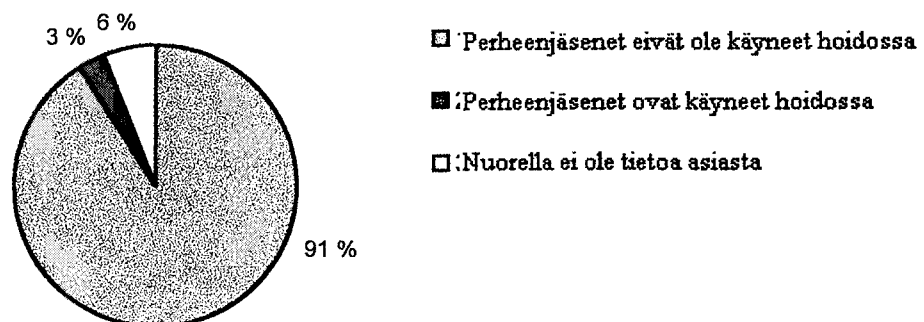 6 %
3 %
Perheenjäsenet eivät ole käyneet hoidossa
Perheenjäsenet ovat käyneet hoidossa
Nuorella ei ole tietoa asiasta
91 %